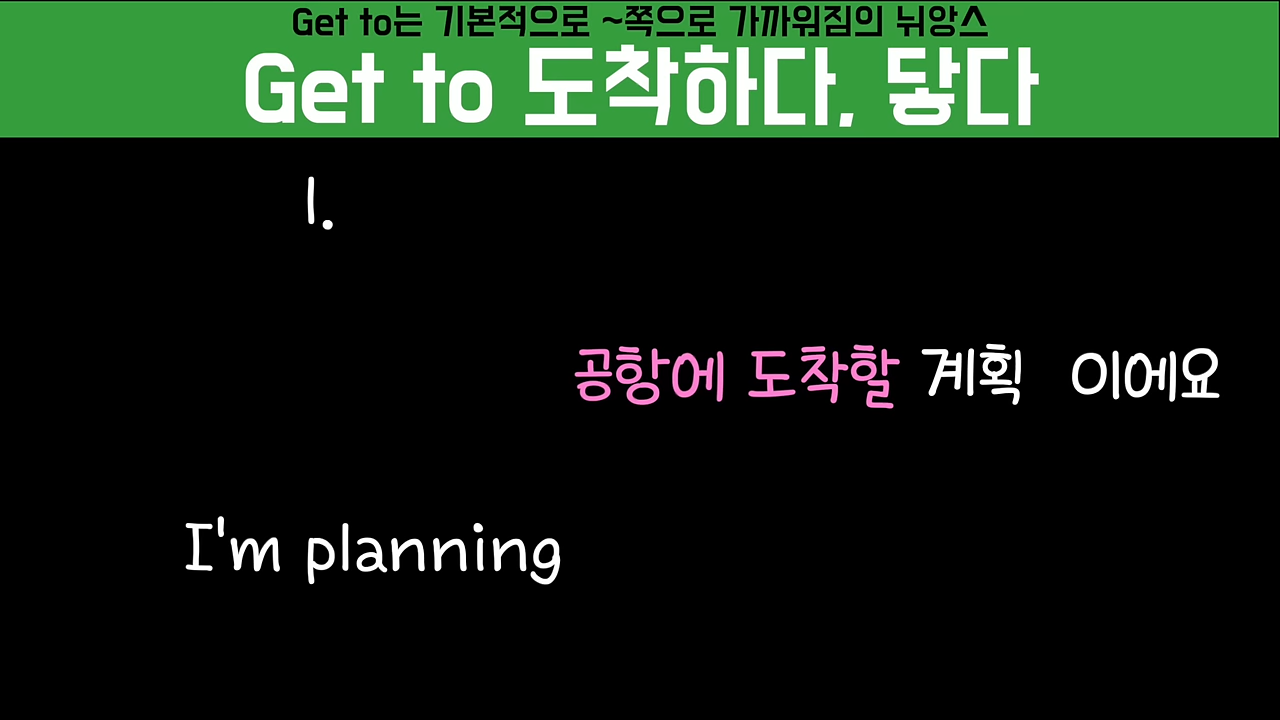 Get to는 기본적으로 ~쪽으로 가까워짐의 뉘앙스
Get to 도착하다, 닿다
1.
공항에 도착할 계획 이에요
I'm planning